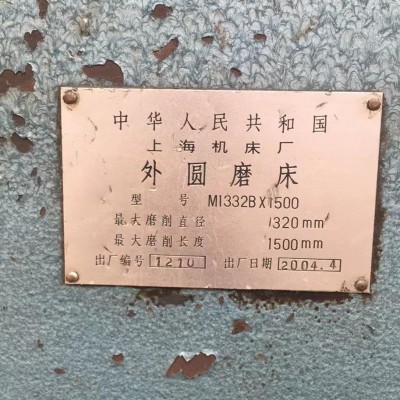 中华人民共和国
上海机床厂
外圆磨床
型 号 M1332B×1500
最大磨削直径 320mm
最大磨削长度 1500mm
出厂编号 1210 出厂日期 2004.4